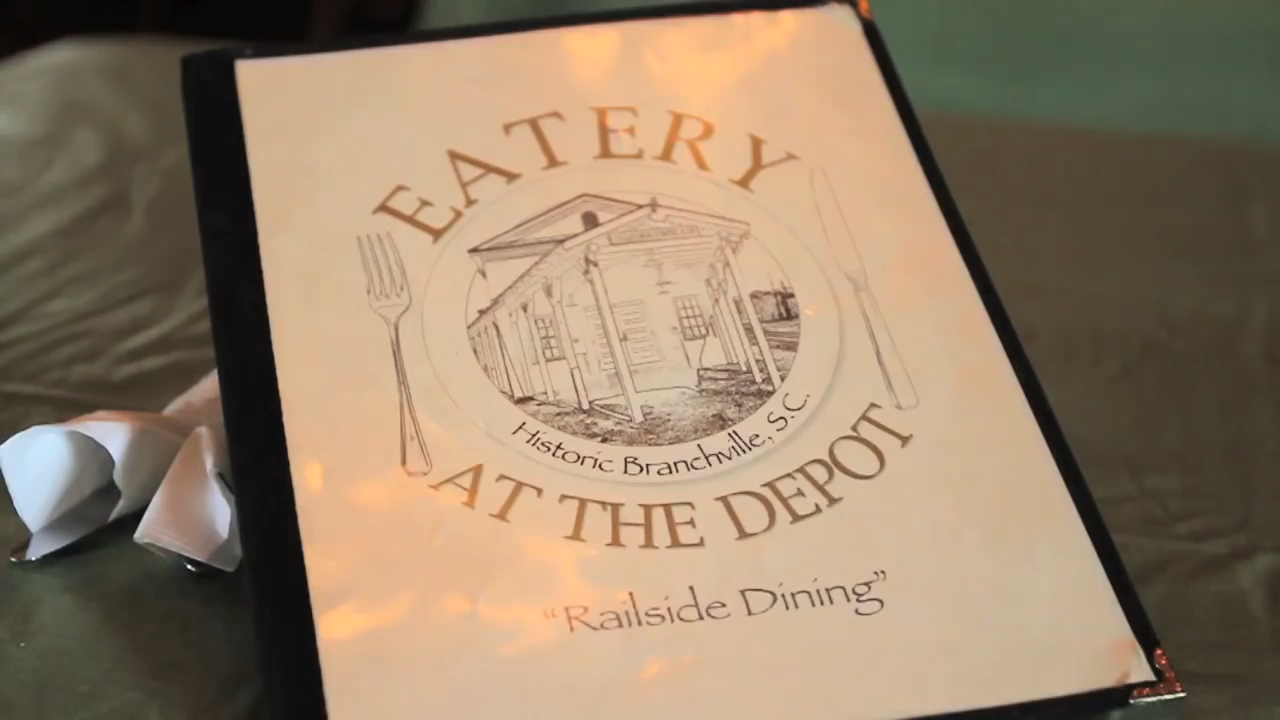 EATERY
Historic Branchville, S.C.
AT THE DEPOT
“Railside Dining”